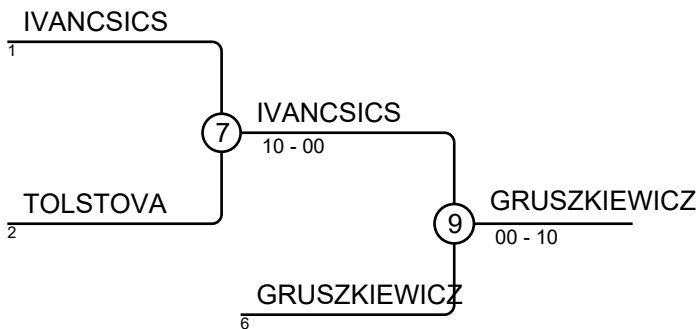 IVANCSICS
1
7
IVANCSICS
10 - 00
TOLSTOVA
2
9
GRUSZKIEWICZ
00 - 10
GRUSZKIEWICZ
6